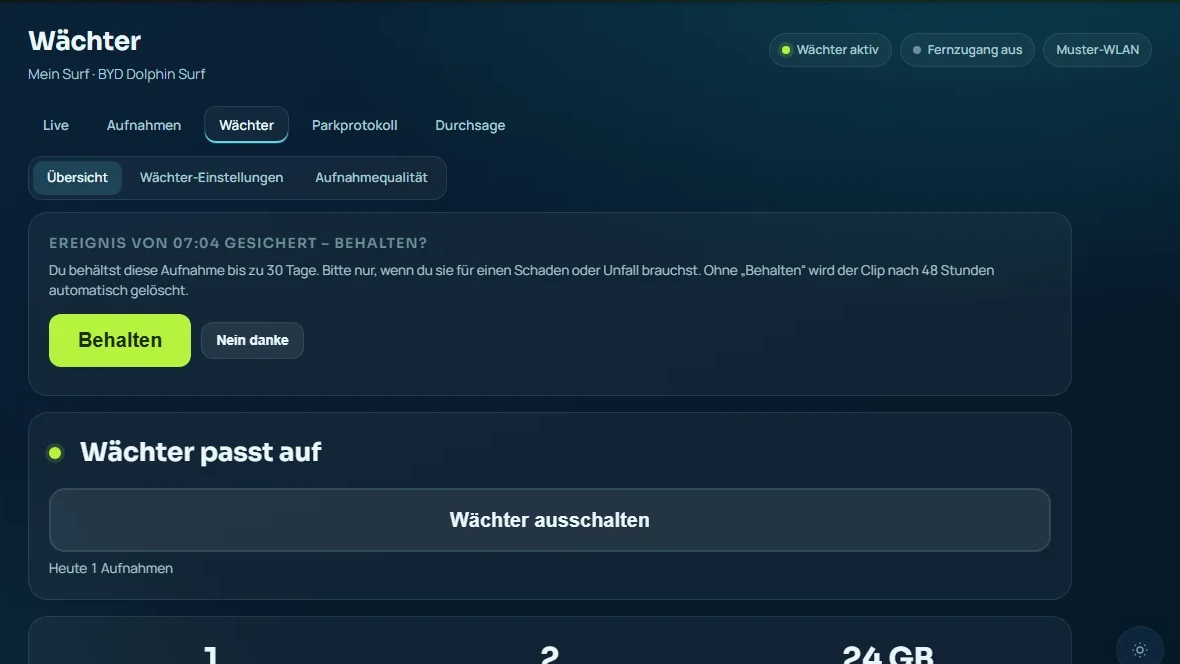 Wächter
Mein Surf · BYD Dolphin Surf
Wächter aktiv
Fernzugang aus
Muster-WLAN
Live
Aufnahmen
Wächter
Parkprotokoll
Durchsage
Übersicht
Wächter-Einstellungen
Aufnahmequalität
EREIGNIS VON 07:04 GESICHERT – BEHALTEN?
Du behältst diese Aufnahme bis zu 30 Tage. Bitte nur, wenn du sie für einen Schaden oder Unfall brauchst. Ohne „Behalten“ wird der Clip nach 48 Stunden
automatisch gelöscht.
Behalten
Nein danke
Wächter passt auf
Wächter ausschalten
Heute 1 Aufnahmen
1
2
24 GB